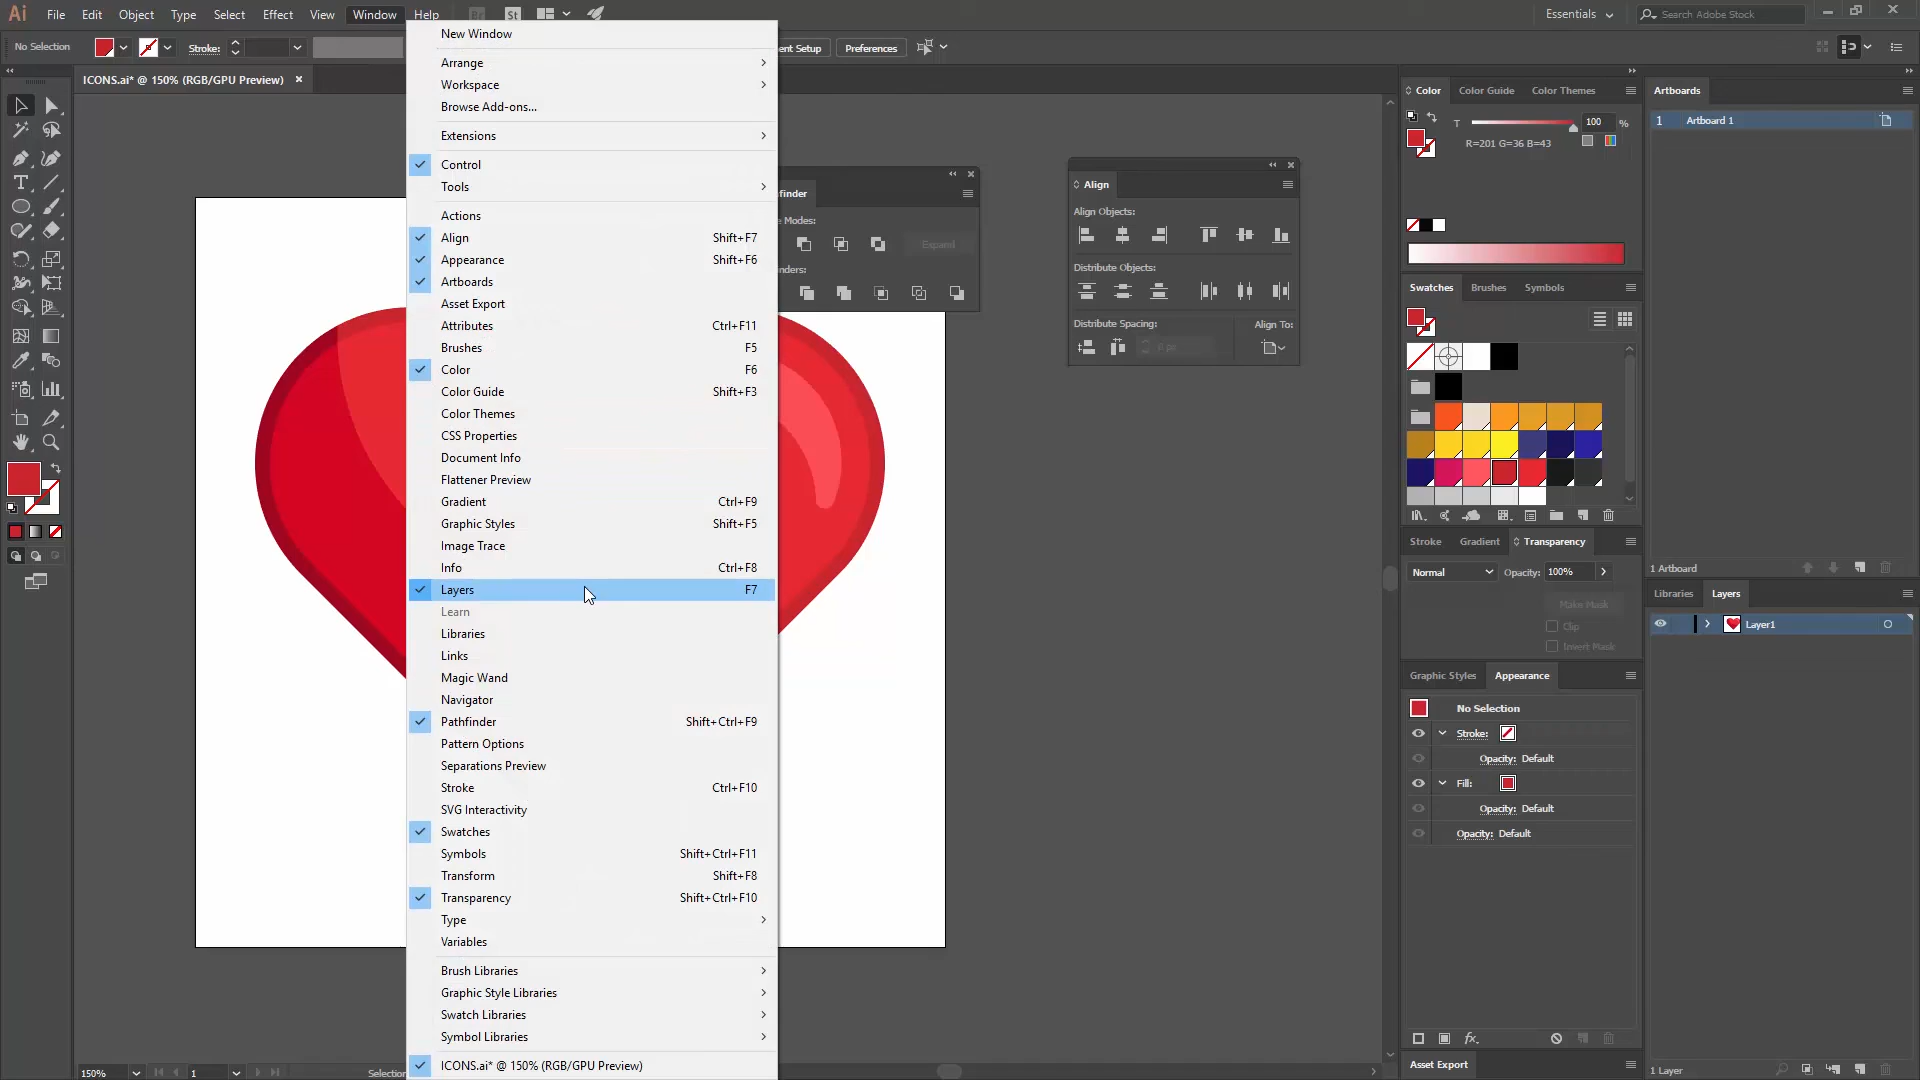 Ai File Edit Object Type Select Effect View Window Help Br St Essentials Search Adobe Stock
No Selection Stroke: ent Setup Preferences
ICONS.ai* @ 150% (RGB/GPU Preview) ×
New Window
Arrange
Workspace
Browse Add-ons...
Extensions
Control
Tools
Actions
Align Shift+F7
Appearance Shift+F6
Artboards
Asset Export
Attributes Ctrl+F11
Brushes F5
Color F6
Color Guide Shift+F3
Color Themes
CSS Properties
Document Info
Flattener Preview
Gradient Ctrl+F9
Graphic Styles Shift+F5
Image Trace
Info Ctrl+F8
Layers F7
Learn
Libraries
Links
Magic Wand
Navigator
Pathfinder Shift+Ctrl+F9
Pattern Options
Separations Preview
Stroke Ctrl+F10
SVG Interactivity
Swatches
Symbols Shift+Ctrl+F11
Transform Shift+F8
Transparency Shift+Ctrl+F10
Type
Variables
Brush Libraries
Graphic Style Libraries
Swatch Libraries
Symbol Libraries
ICONS.ai* @ 150% (RGB/GPU Preview)
finder
e Modes:
Expand
nders:
Align
Align Objects:
Distribute Objects:
Distribute Spacing: Align To:
0 px
Color Color Guide Color Themes
T 100 %
R=201 G=36 B=43
Swatches Brushes Symbols
Stroke Gradient Transparency
Normal Opacity: 100%
Make Mask
Clip
Invert Mask
Graphic Styles Appearance
No Selection
Stroke:
Opacity: Default
Fill:
Opacity: Default
Opacity: Default
fx.
Asset Export
Artboards
1 Artboard 1
1 Artboard
Libraries Layers
Layer1
1 Layer
150% 1 Selection